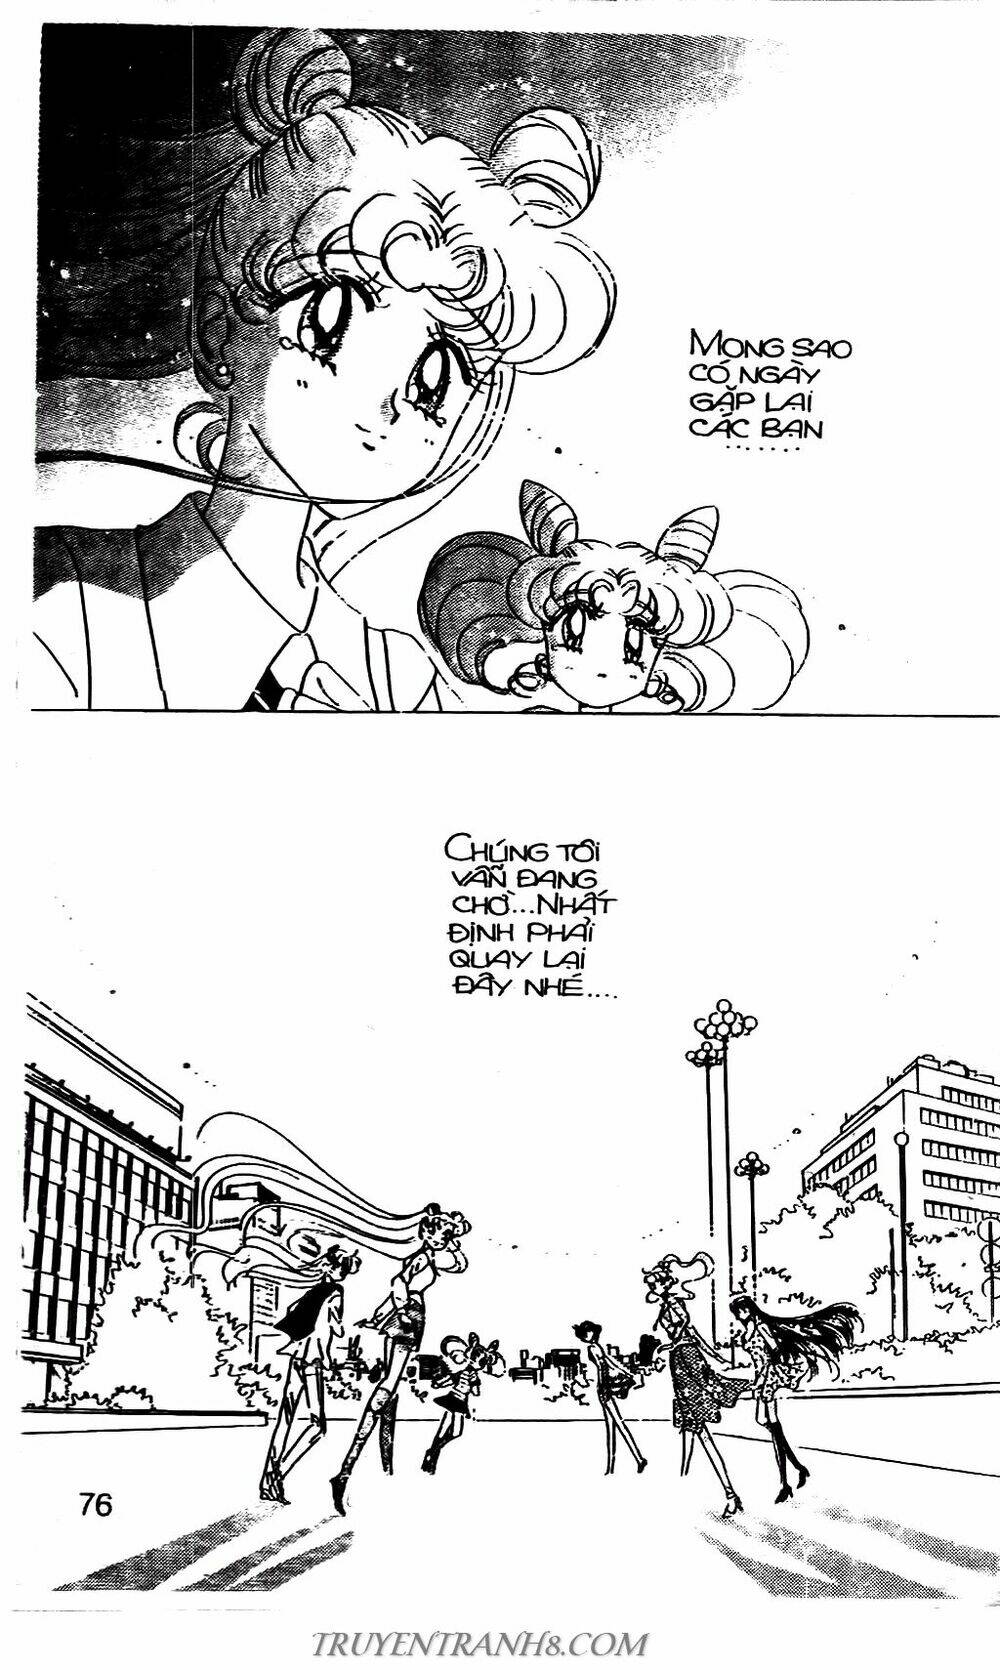 MONG SAO
CÓ NGÀY
GẶP LẠI
CÁC BẠN
........
CHÚNG TÔI
VẪN ĐANG
CHỜ...NHẤT
ĐỊNH PHẢI
QUAY LẠI
ĐÂY NHÉ....
76
TRUYENTRANH8.COM